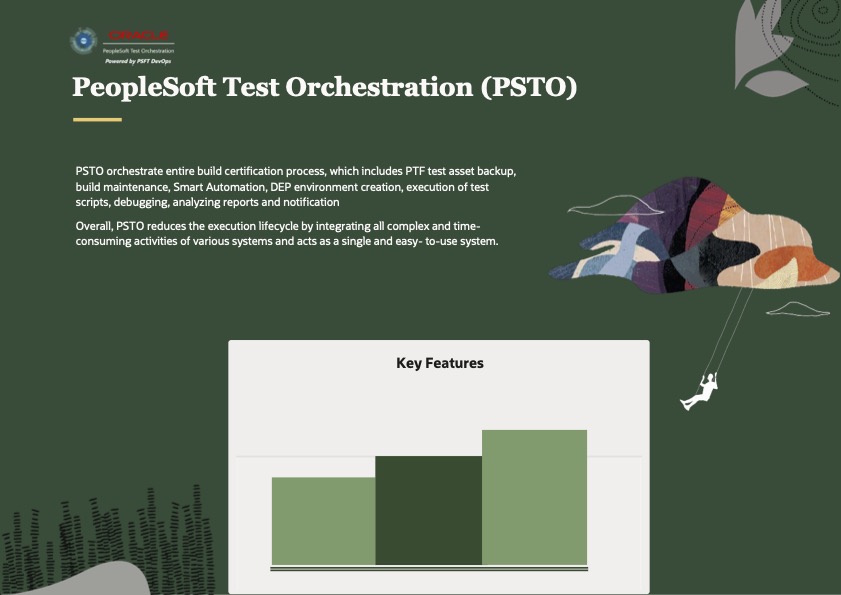 ORACLE
PeopleSoft Test Orchestration
Powered by PSFT DevOps
PeopleSoft Test Orchestration (PSTO)
PSTO orchestrate entire build certification process, which includes PTF test asset backup,
build maintenance, Smart Automation, DEP environment creation, execution of test
scripts, debugging, analyzing reports and notification
Overall, PSTO reduces the execution lifecycle by integrating all complex and time-
consuming activities of various systems and acts as a single and easy- to-use system.
Key Features